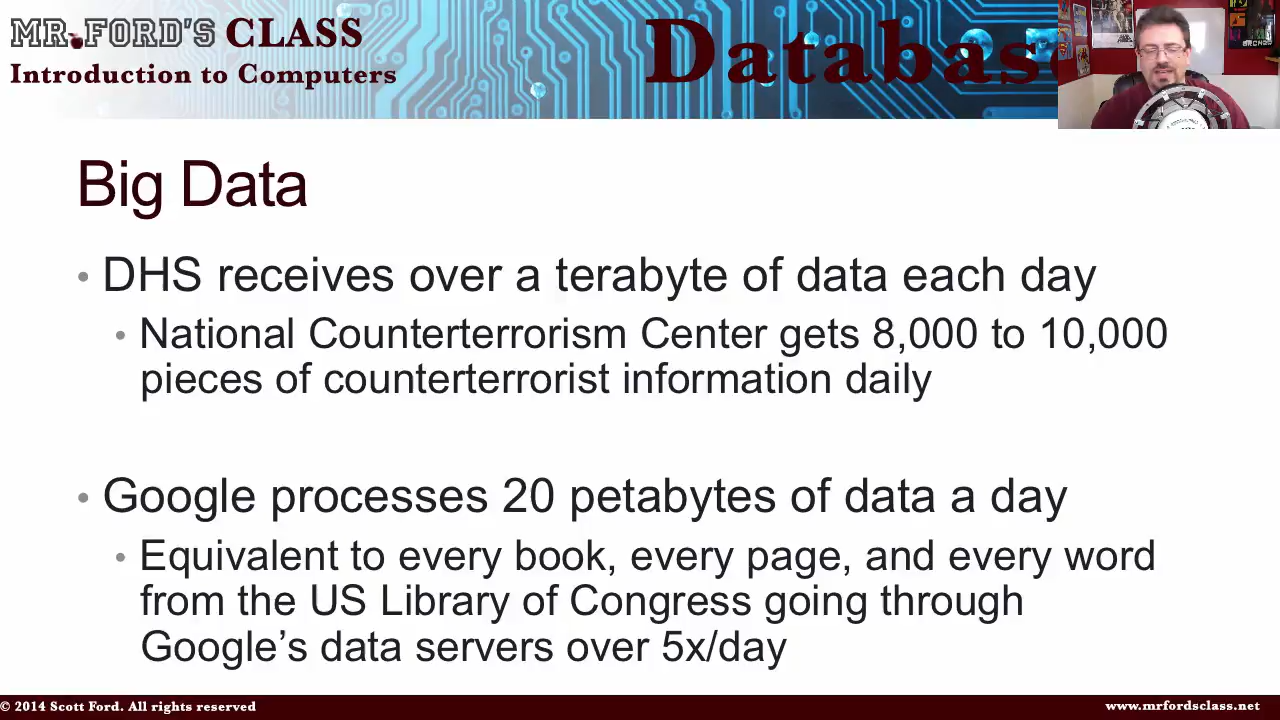 MR.FORD'S CLASS
Introduction to Computers
Databas
Big Data
• DHS receives over a terabyte of data each day
• National Counterterrorism Center gets 8,000 to 10,000
pieces of counterterrorist information daily
• Google processes 20 petabytes of data a day
• Equivalent to every book, every page, and every word
from the US Library of Congress going through
Google’s data servers over 5x/day
© 2014 Scott Ford. All rights reserved
www.mrfordsclass.net